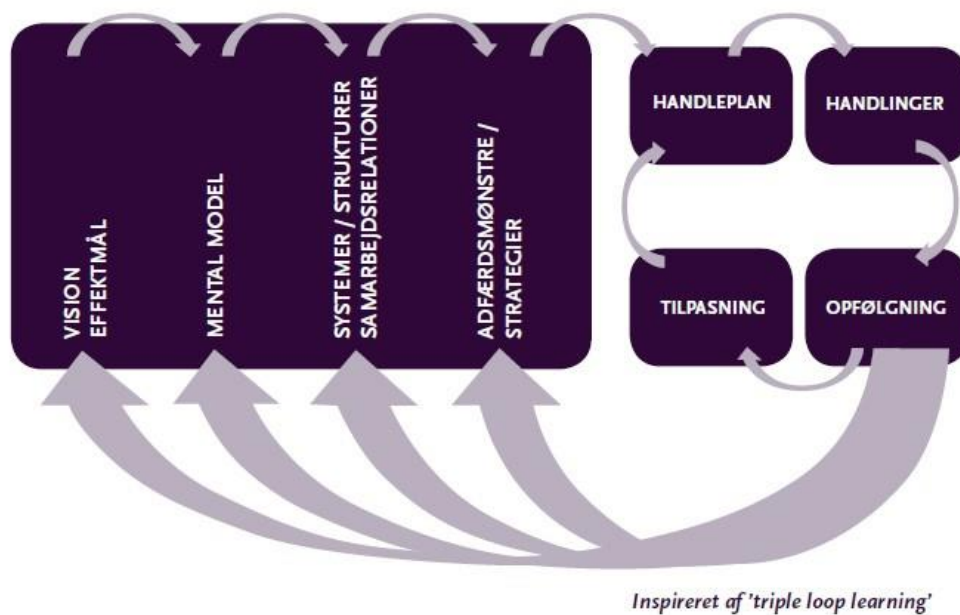 VISION
EFFEKTMÅL
MENTAL MODEL
SYSTEMER / STRUKTURER
SAMARBEJDSRELATIONER
ADFÆRDSMØNSTRE /
STRATEGIER
HANDLEPLAN
HANDLINGER
TILPASNING
OPFØLGNING
Inspireret af 'triple loop learning'